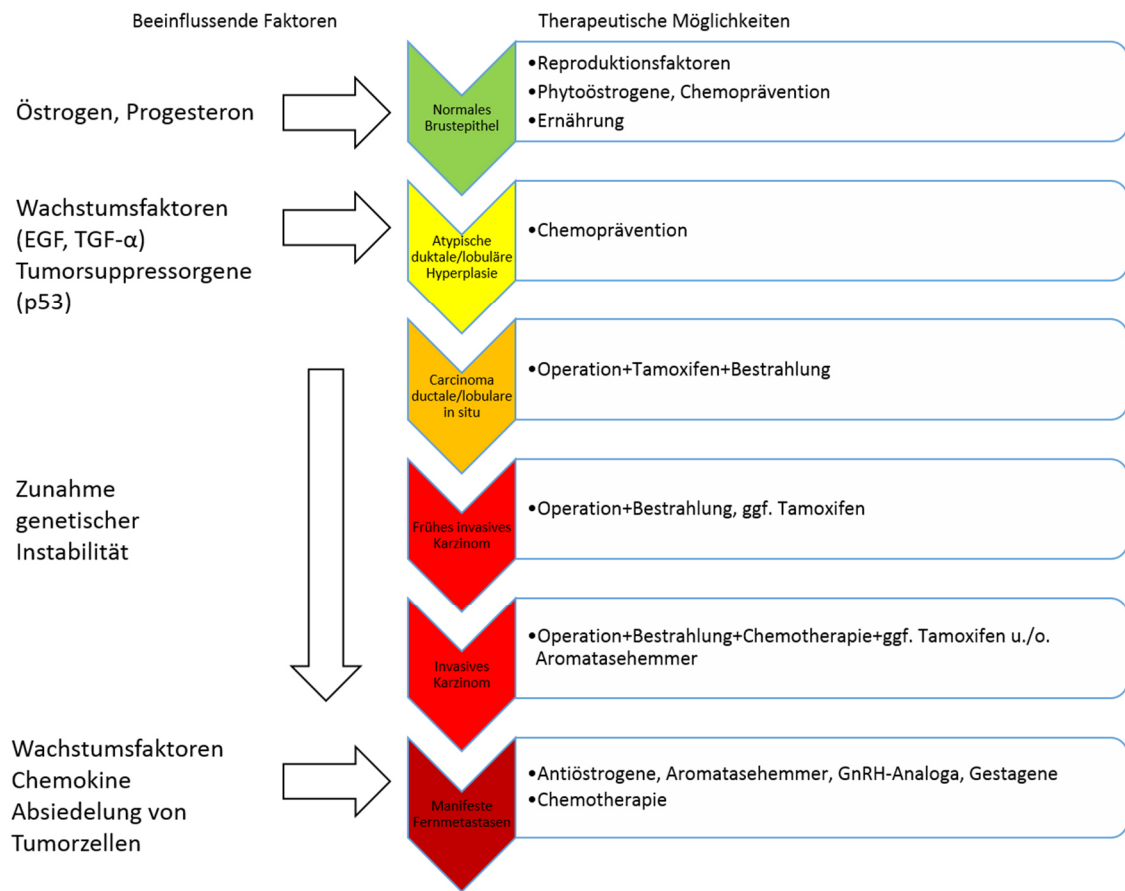 Beeinflussende Faktoren
Therapeutische Möglichkeiten
Östrogen, Progesteron
Normales
Brustepithel
•Reproduktionsfaktoren
•Phytoöstrogene, Chemoprävention
•Ernährung
Wachstumsfaktoren
(EGF, TGF-α)
Tumorsuppressorgene
(p53)
Atypische
duktale/lobuläre
Hyperplasie
•Chemoprävention
Carcinoma
ductale/lobulare
in situ
•Operation+Tamoxifen+Bestrahlung
Zunahme
genetischer
Instabilität
Frühes invasives
Karzinom
•Operation+Bestrahlung, ggf. Tamoxifen
Invasives
Karzinom
•Operation+Bestrahlung+Chemotherapie+ggf. Tamoxifen u./o.
Aromatasehemmer
Wachstumsfaktoren
Chemokine
Absiedelung von
Tumorzellen
Manifeste
Fernmetastasen
•Antiöstrogene, Aromatasehemmer, GnRH-Analoga, Gestagene
•Chemotherapie